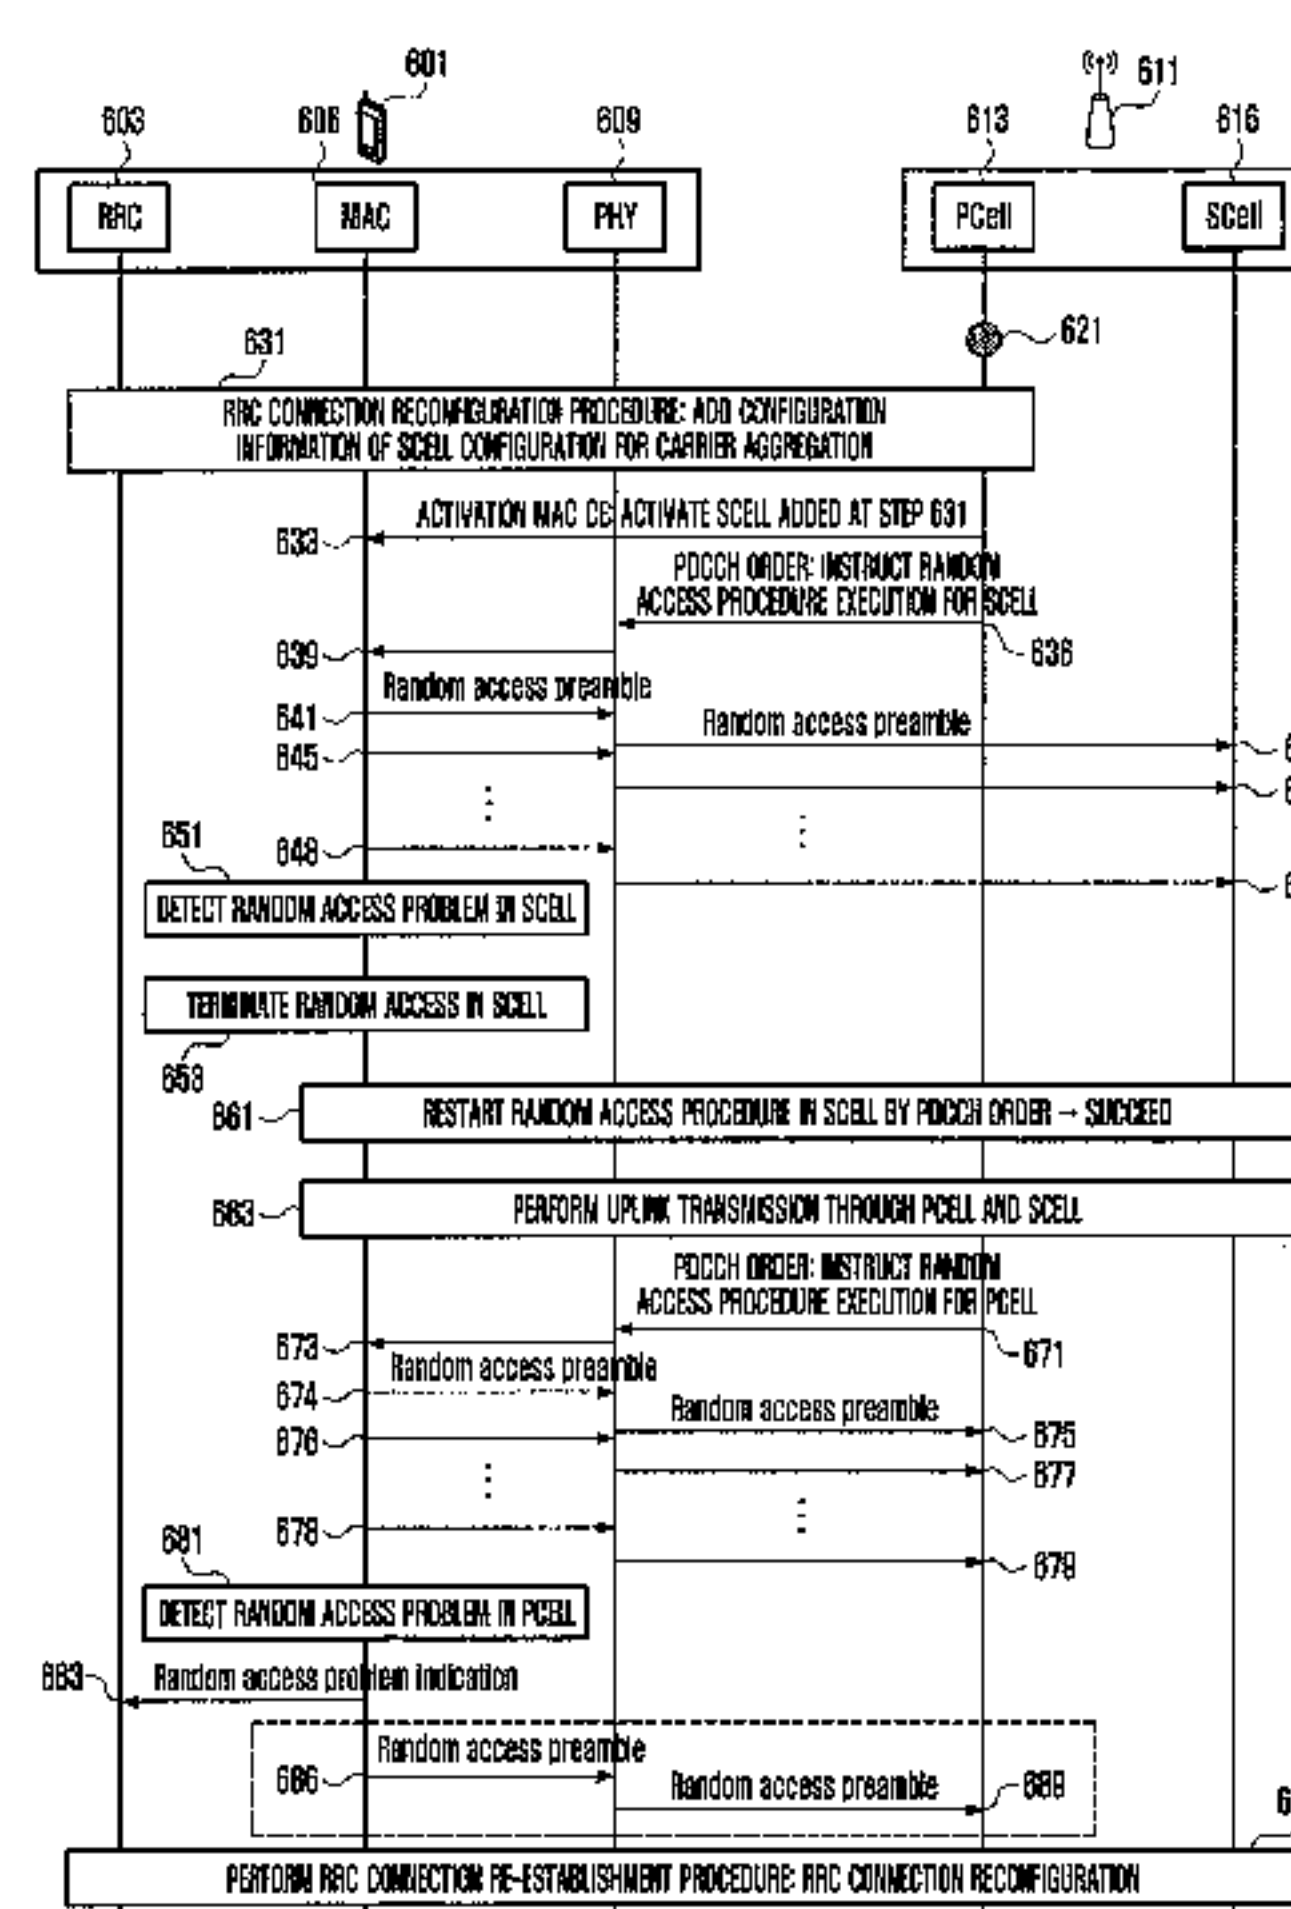 601
611
603
606
609
613
616
RRC
MAC
PHY
PCell
SCell
621
631
RRC CONNECTION RECONFIGURATION PROCEDURE: ADD CONFIGURATION
INFORMATION OF SCELL CONFIGURATION FOR CARRIER AGGREGATION
ACTIVATION MAC CE: ACTIVATE SCELL ADDED AT STEP 631
633
PDCCH ORDER: INSTRUCT RANDOM
ACCESS PROCEDURE EXECUTION FOR SCELL
639
636
Random access preamble
641
Random access preamble
645
651
648
DETECT RANDOM ACCESS PROBLEM IN SCELL
TERMINATE RANDOM ACCESS IN SCELL
653
661
RESTART RANDOM ACCESS PROCEDURE IN SCELL BY PDCCH ORDER → SUCCEED
663
PERFORM UPLINK TRANSMISSION THROUGH PCELL AND SCELL
PDCCH ORDER: INSTRUCT RANDOM
ACCESS PROCEDURE EXECUTION FOR PCELL
673
671
Random access preamble
674
Random access preamble
676
675
677
678
681
679
DETECT RANDOM ACCESS PROBLEM IN PCELL
683
Random access problem indication
Random access preamble
686
Random access preamble
689
PERFORM RRC CONNECTION RE-ESTABLISHMENT PROCEDURE: RRC CONNECTION RECONFIGURATION